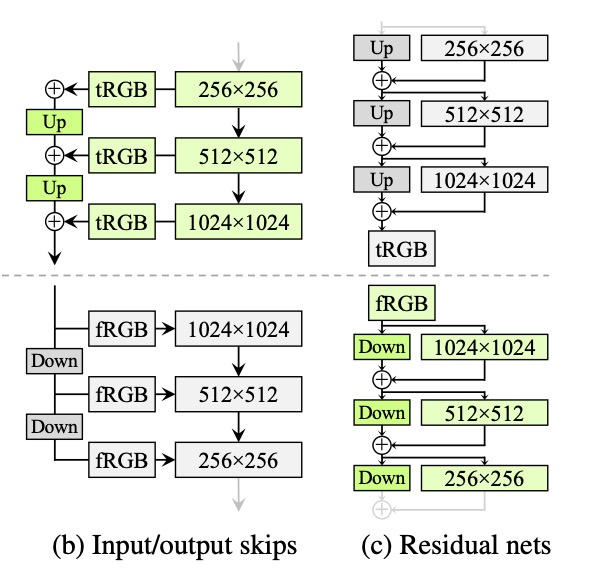 tRGB 256×256
Up
tRGB 512×512
Up
tRGB 1024×1024
fRGB 1024×1024
Down
fRGB 512×512
Down
fRGB 256×256
(b) Input/output skips
Up 256×256
Up 512×512
Up 1024×1024
tRGB
fRGB
Down 1024×1024
Down 512×512
Down 256×256
(c) Residual nets